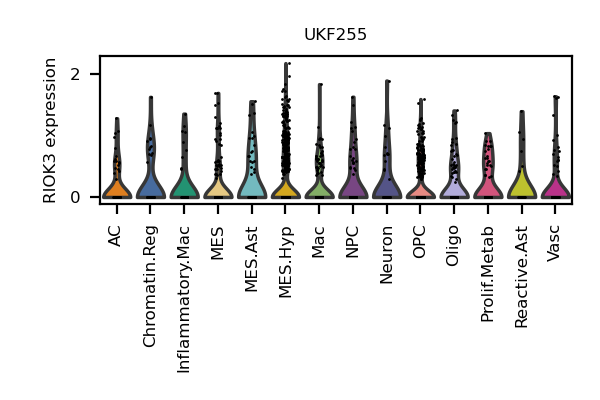 UKF255
RIOK3 expression
2
0
AC
Chromatin.Reg
Inflammatory.Mac
MES
MES.Ast
MES.Hyp
Mac
NPC
Neuron
OPC
Oligo
Prolif.Metab
Reactive.Ast
Vasc